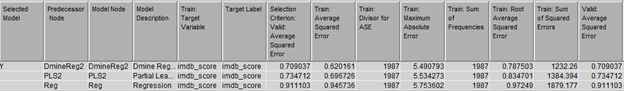 Selected Model Predecessor Node Model Node Model Description Train: Target Variable Target Label Selection Criterion: Valid: Average Squared Error Train: Average Squared Error Train: Divisor for ASE Train: Maximum Absolute Error Train: Sum of Frequencies Train: Root Average Squared Error Train: Sum of Squared Errors Valid: Average Squared Error
Y DmineReg2 DmineReg2 Dmine Reg... imdb_score imdb_score 0.709037 0.620161 1987 5.490793 1987 0.787503 1232.26 0.709037
PLS2 PLS2 Partial Lea... imdb_score imdb_score 0.734712 0.696726 1987 5.534273 1987 0.834701 1384.394 0.734712
Reg Reg Regression imdb_score imdb_score 0.911103 0.945736 1987 5.753602 1987 0.97249 1879.177 0.911103